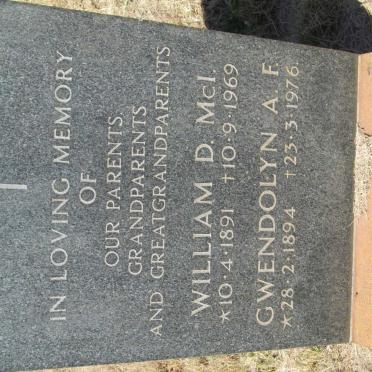 IN LOVING MEMORY
OF
OUR PARENTS
GRANDPARENTS
AND GREATGRANDPARENTS
WILLIAM D. McI.
*10·4·1891 †10·9·1969
GWENDOLYN A. F.
*28·2·1894 †23·3·1976